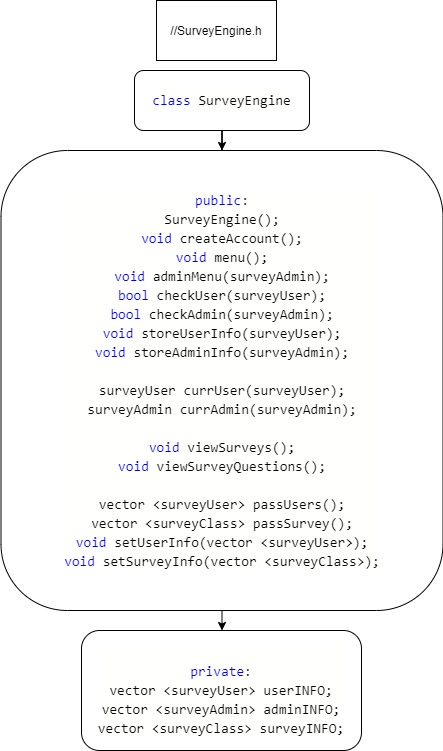 //SurveyEngine.h
class SurveyEngine
public:
SurveyEngine();
void createAccount();
void menu();
void adminMenu(surveyAdmin);
bool checkUser(surveyUser);
bool checkAdmin(surveyAdmin);
void storeUserInfo(surveyUser);
void storeAdminInfo(surveyAdmin);
surveyUser currUser(surveyUser);
surveyAdmin currAdmin(surveyAdmin);
void viewSurveys();
void viewSurveyQuestions();
vector <surveyUser> passUsers();
vector <surveyClass> passSurvey();
void setUserInfo(vector <surveyUser>);
void setSurveyInfo(vector <surveyClass>);
private:
vector <surveyUser> userINFO;
vector <surveyAdmin> adminINFO;
vector <surveyClass> surveyINFO;